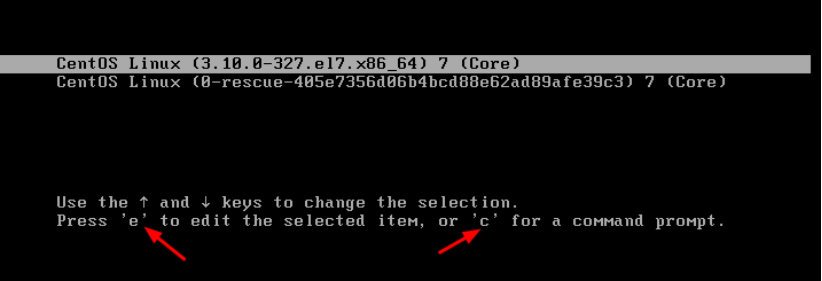 CentOS Linux (3.10.0-327.el7.x86_64) 7 (Core)
CentOS Linux (0-rescue-405e7356d06b4bcd88e62ad89afe39c3) 7 (Core)
Use the ↑ and ↓ keys to change the selection.
Press 'e' to edit the selected item, or 'c' for a command prompt.